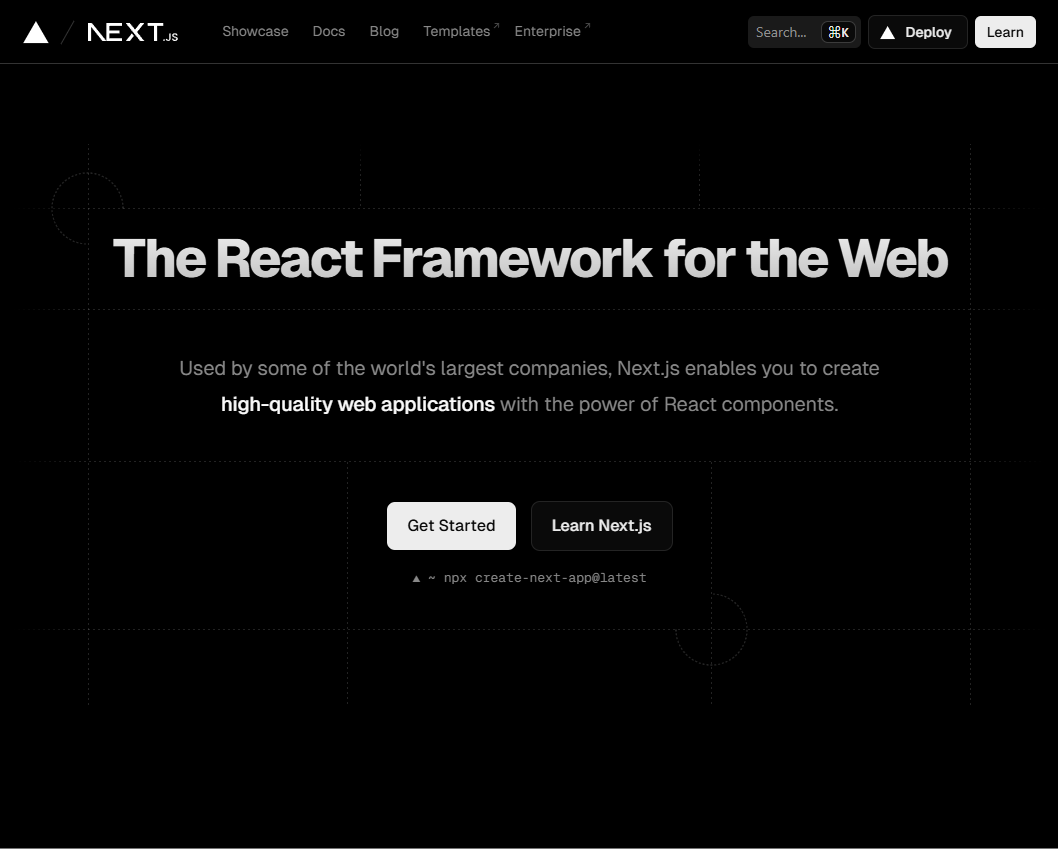 NEXT.JS Showcase Docs Blog Templates↗ Enterprise↗ Search... ⌘K Deploy Learn
The React Framework for the Web
Used by some of the world's largest companies, Next.js enables you to create
high-quality web applications with the power of React components.
Get Started Learn Next.js
▲ ~ npx create-next-app@latest